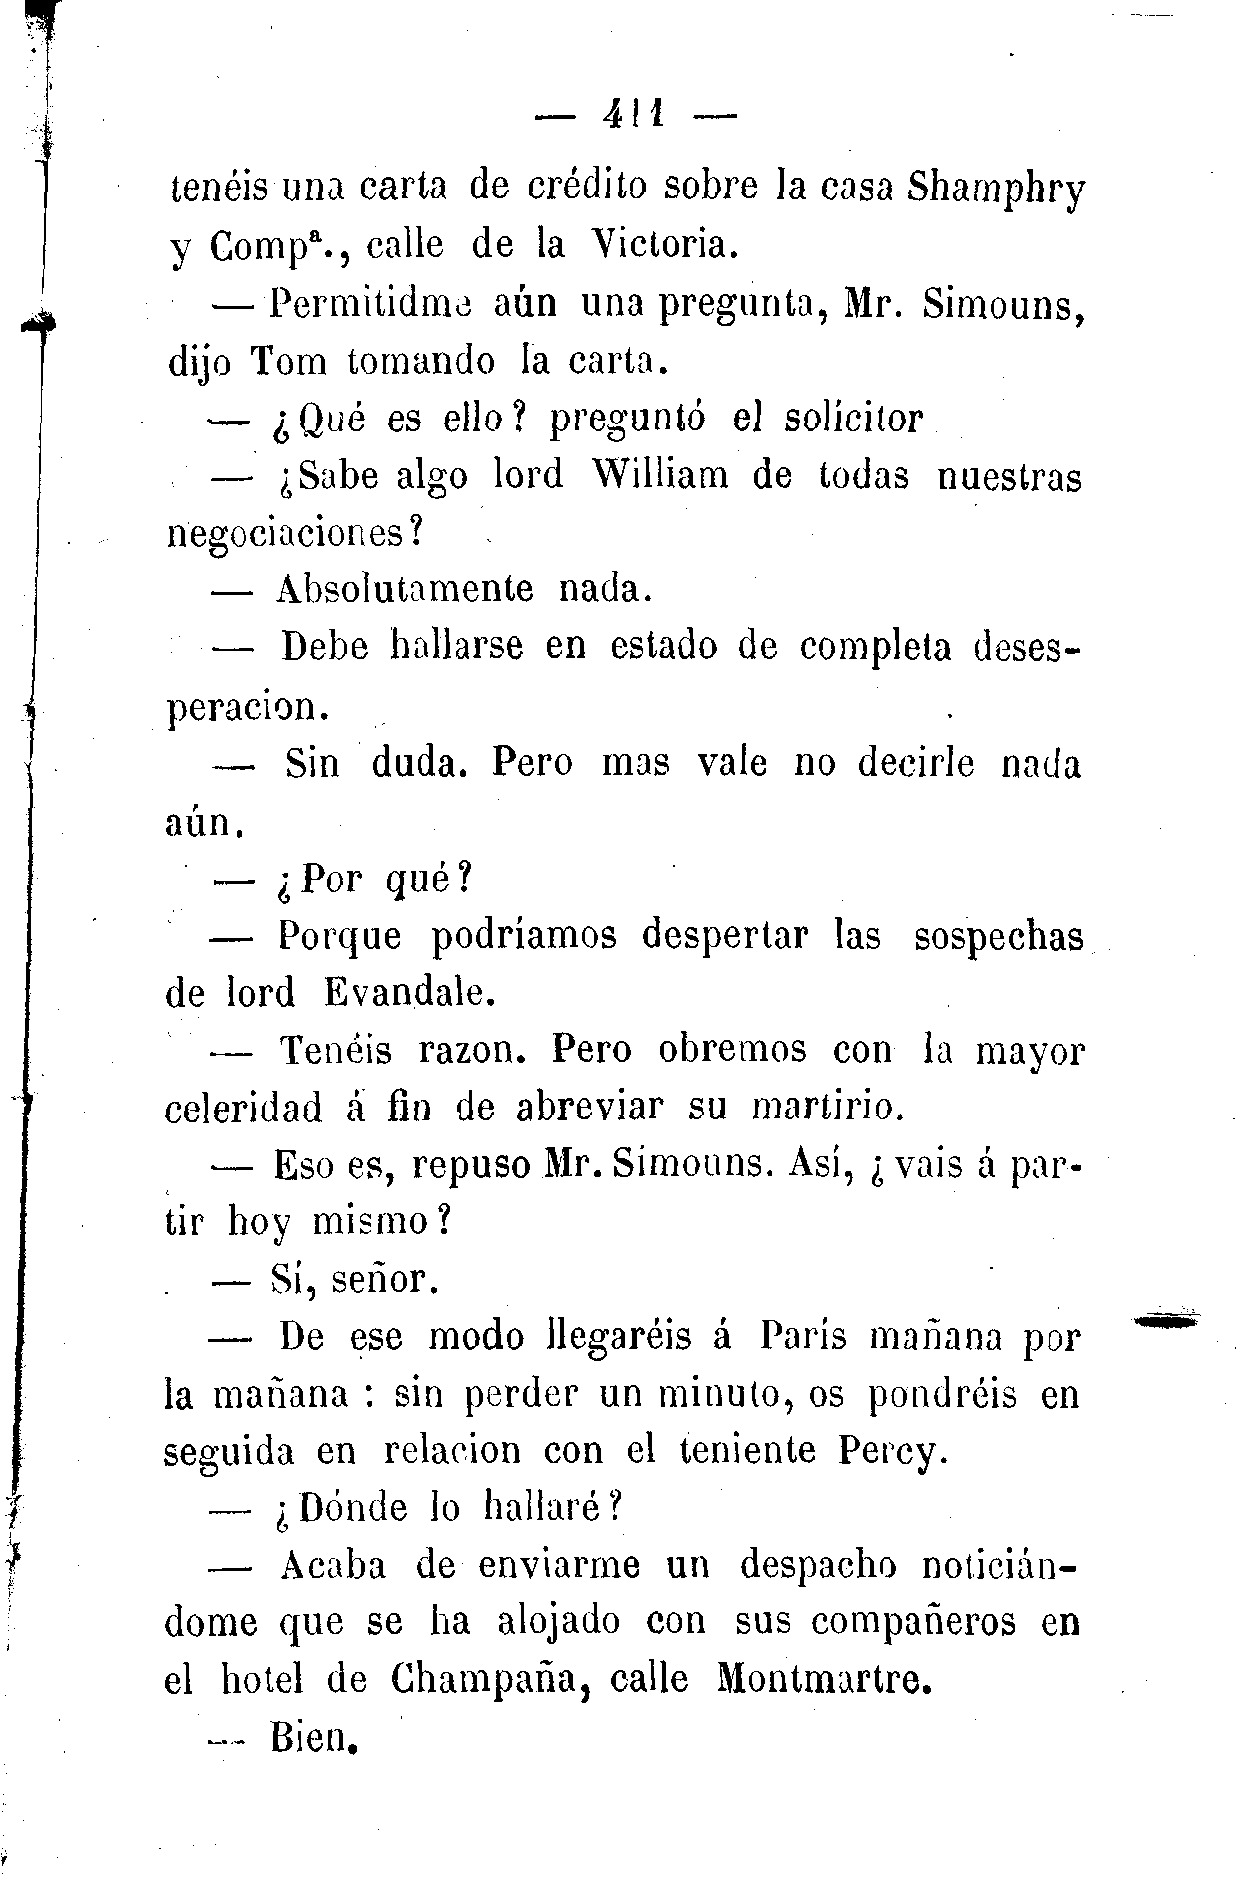 — 411 —
tenéis una carta de crédito sobre la casa Shamphry
y Compª., calle de la Victoria.
— Permitidme aún una pregunta, Mr. Simouns,
dijo Tom tomando la carta.
— ¿Qué es ello? preguntó el solicitor
— ¿Sabe algo lord William de todas nuestras
negociaciones?
— Absolutamente nada.
— Debe hallarse en estado de completa deses-
peracion.
— Sin duda. Pero mas vale no decirle nada
aún.
— ¿Por qué?
— Porque podríamos despertar las sospechas
de lord Evandale.
— Tenéis razon. Pero obremos con la mayor
celeridad á fin de abreviar su martirio.
— Eso es, repuso Mr. Simouns. Así, ¿vais á par-
tir hoy mismo?
— Sí, señor.
— De ese modo llegaréis á París mañana por
la mañana : sin perder un minuto, os pondréis en
seguida en relacion con el teniente Percy.
— ¿Dónde lo hallaré?
— Acaba de enviarme un despacho noticián-
dome que se ha alojado con sus compañeros en
el hotel de Champaña, calle Montmartre.
— Bien.